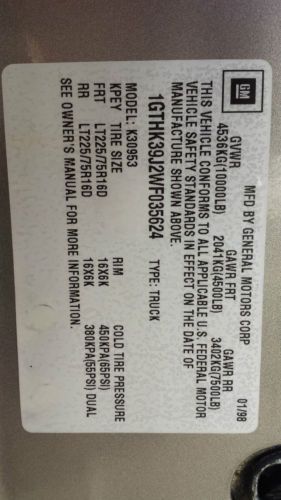 GM
MFD BY GENERAL MOTORS CORP
01/98
GVWR GAWR FRT GAWR RR
4536KG(10000LB) 2041KG(4500LB) 3402KG(7500LB)
THIS VEHICLE CONFORMS TO ALL APPLICABLE U.S. FEDERAL MOTOR
VEHICLE SAFETY STANDARDS IN EFFECT ON THE DATE OF
MANUFACTURE SHOWN ABOVE.
1GTHK39J2WF035624 TYPE: TRUCK
MODEL: K30953
KPEY TIRE SIZE RIM COLD TIRE PRESSURE
FRT LT225/75R16D 16X6K 450KPA(65PSI)
RR LT225/75R16D 16X6K 380KPA(55PSI) DUAL
SEE OWNER'S MANUAL FOR MORE INFORMATION.